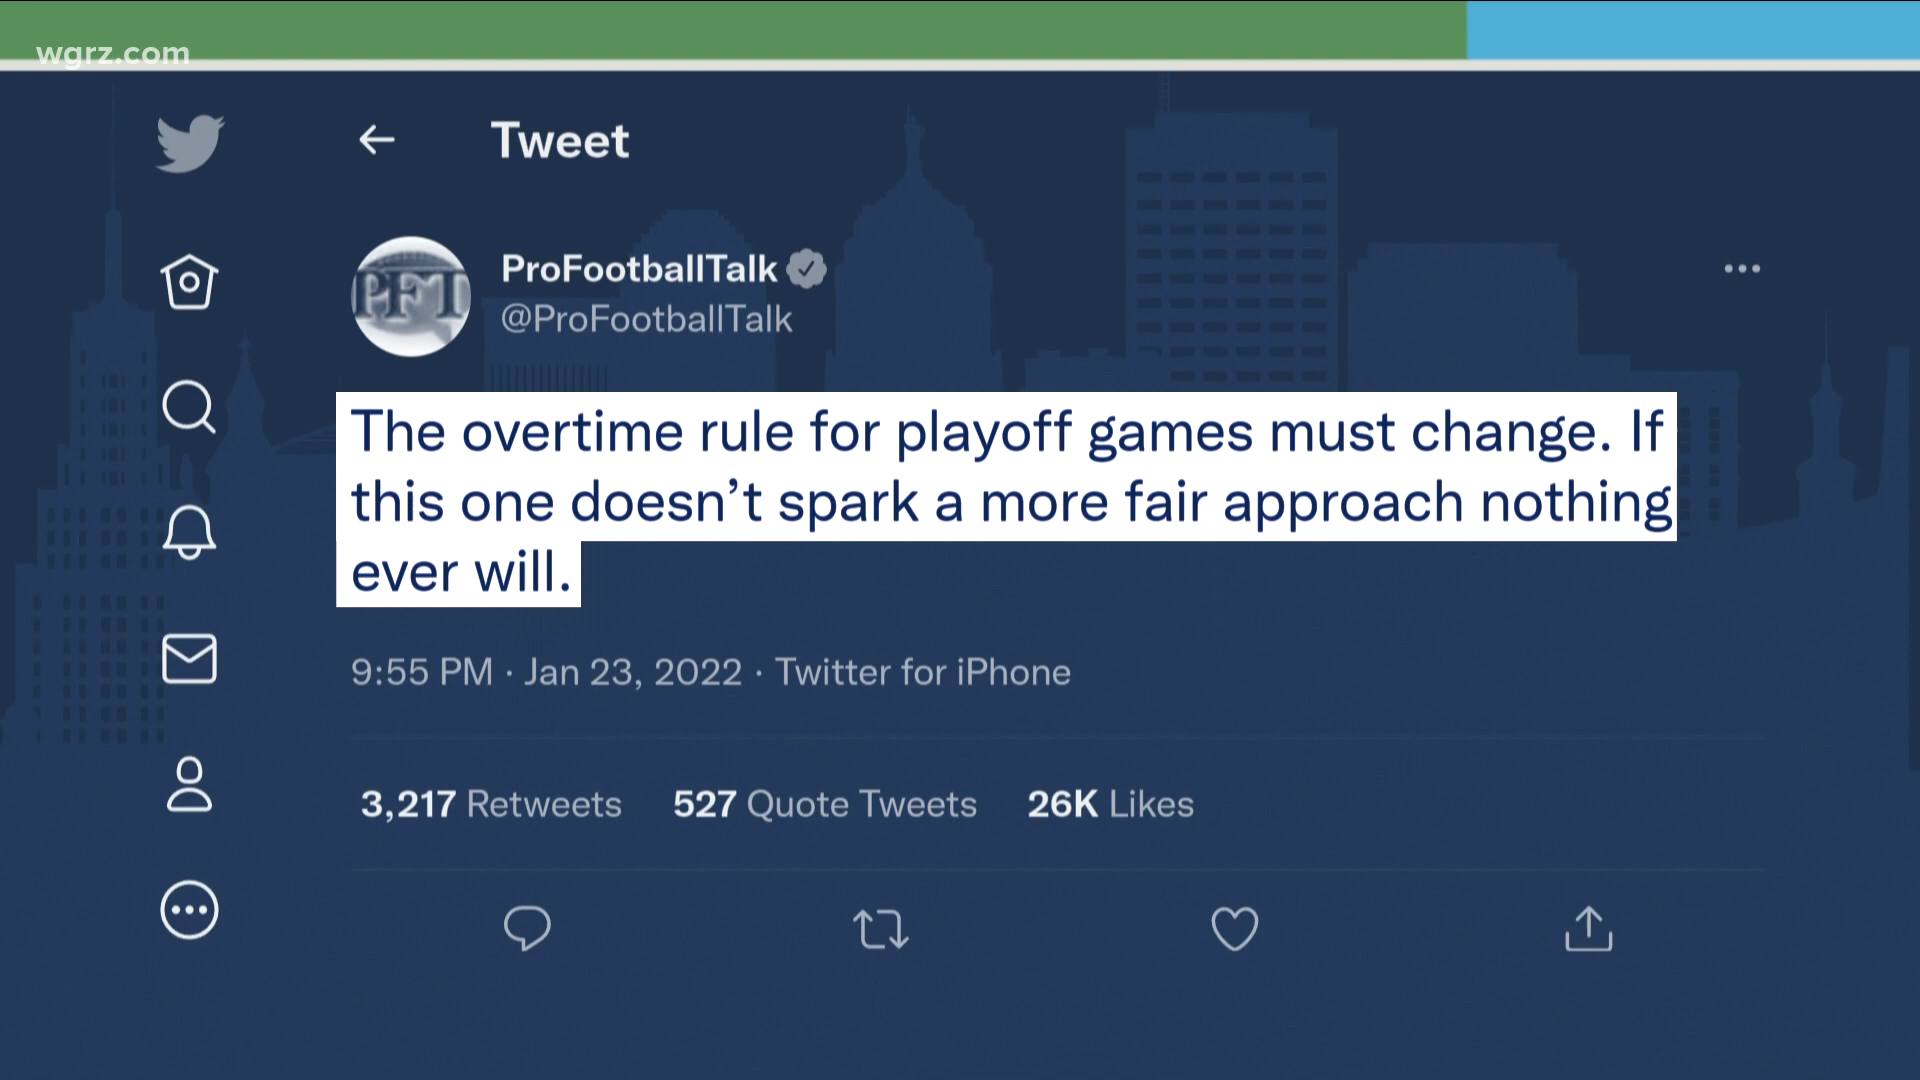 wgrz.com
Tweet
PFT
ProFootballTalk
@ProFootballTalk
The overtime rule for playoff games must change. If
this one doesn’t spark a more fair approach nothing
ever will.
9:55 PM · Jan 23, 2022 · Twitter for iPhone
3,217 Retweets 527 Quote Tweets 26K Likes